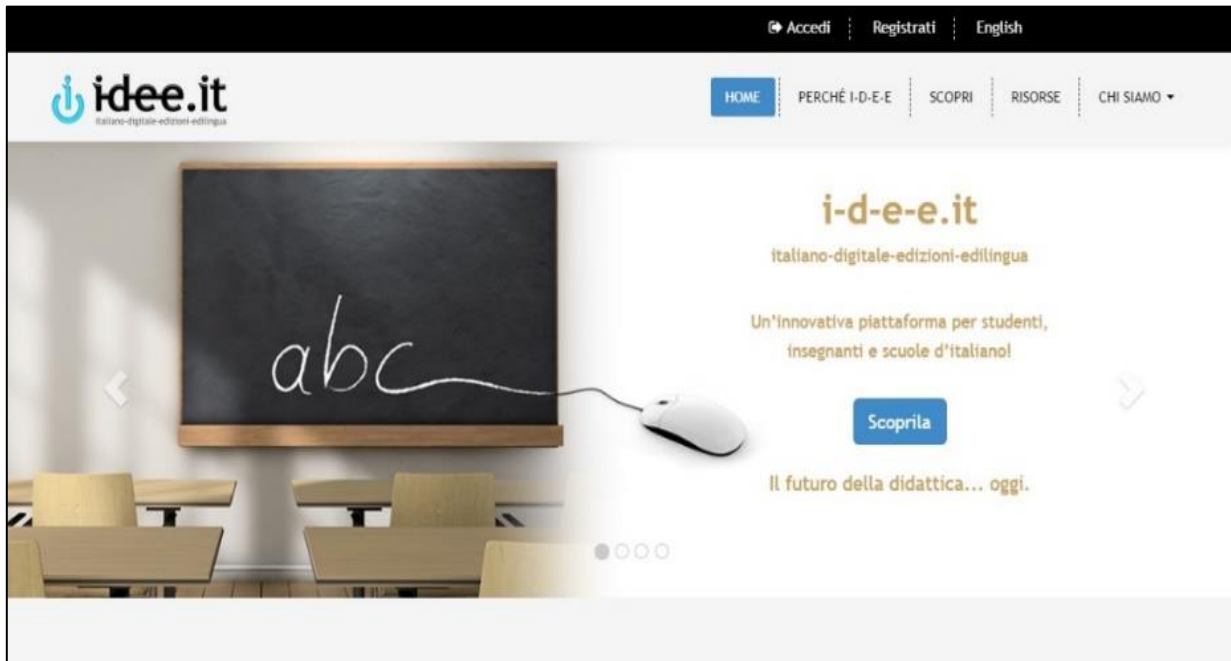 Accedi Registrati English
i-dee.it
italiano-digitale-edizioni-edilingua
HOME PERCHÉ I-D-E-E SCOPRI RISORSE CHI SIAMO
abc
i-d-e-e.it
italiano-digitale-edizioni-edilingua
Un'innovativa piattaforma per studenti,
insegnanti e scuole d'italiano!
Scoprila
Il futuro della didattica... oggi.